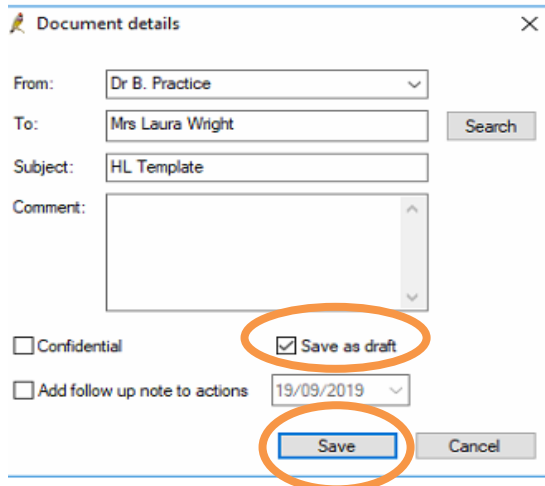 Document details
From: Dr B. Practice
To: Mrs Laura Wright Search
Subject: HL Template
Comment:
Confidential Save as draft
Add follow up note to actions 19/09/2019
Save Cancel